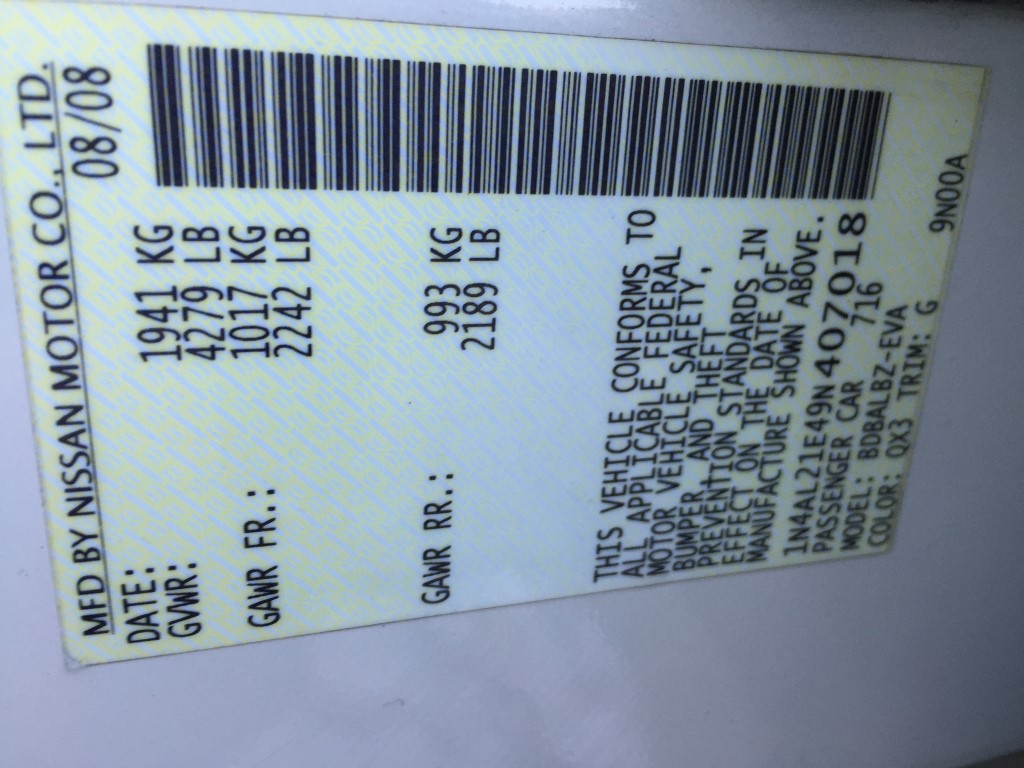 MFD BY NISSAN MOTOR CO., LTD.
DATE: 08/08
GVWR: 1941 KG
4279 LB
GAWR FR.: 1017 KG
2242 LB
GAWR RR.: 993 KG
2189 LB
THIS VEHICLE CONFORMS TO
ALL APPLICABLE FEDERAL
MOTOR VEHICLE SAFETY,
BUMPER, AND THEFT
PREVENTION STANDARDS IN
EFFECT ON THE DATE OF
MANUFACTURE SHOWN ABOVE.
1N4AL21E49N407018
PASSENGER CAR 716
MODEL: BDBALBZ-EVA
COLOR: QX3 TRIM: G
9N00A